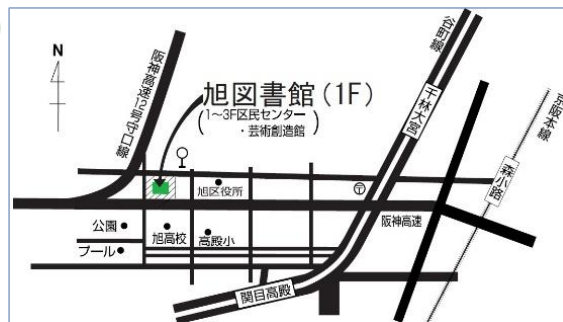 N
阪神高速12号守口線
谷町線
千林大宮
京阪本線
森小路
旭図書館(1F)
(1〜3F区民センター
・芸術創造館)
旭区役所
〒
阪神高速
公園
プール
旭高校
高殿小
関目高殿